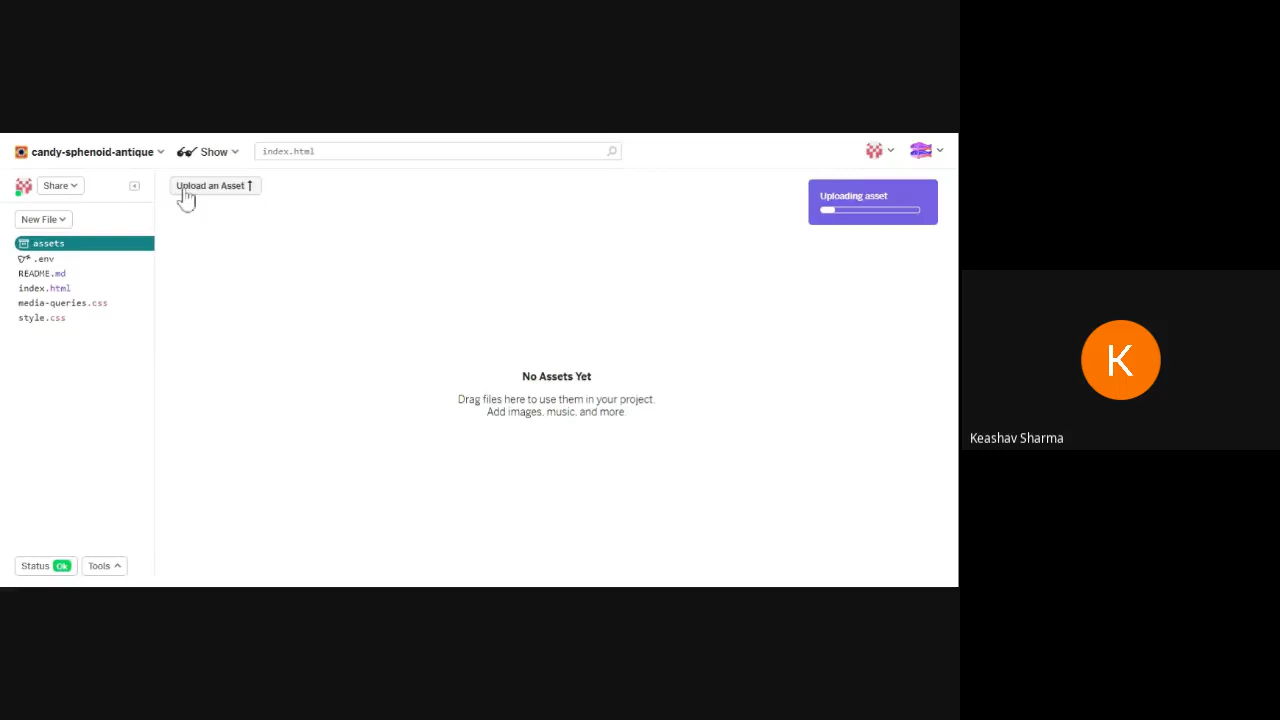 candy-sphenoid-antique
Show
index.html
Share
Upload an Asset ↑
Uploading asset
New File
assets
.env
README.md
index.html
media-queries.css
style.css
No Assets Yet
Drag files here to use them in your project.
Add images, music, and more.
Status Ok
Tools
K
Keashav Sharma